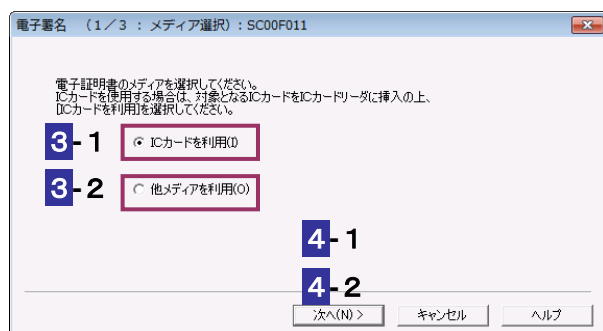 電子署名 (1/3 : メディア選択) : SC00F011
電子証明書のメディアを選択してください。
ICカードを使用する場合は、対象となるICカードをICカードリーダに挿入の上、
[ICカードを利用]を選択してください。
3-1 ICカードを利用(I)
3-2 他メディアを利用(O)
4-1
4-2
次へ(N) > キャンセル ヘルプ